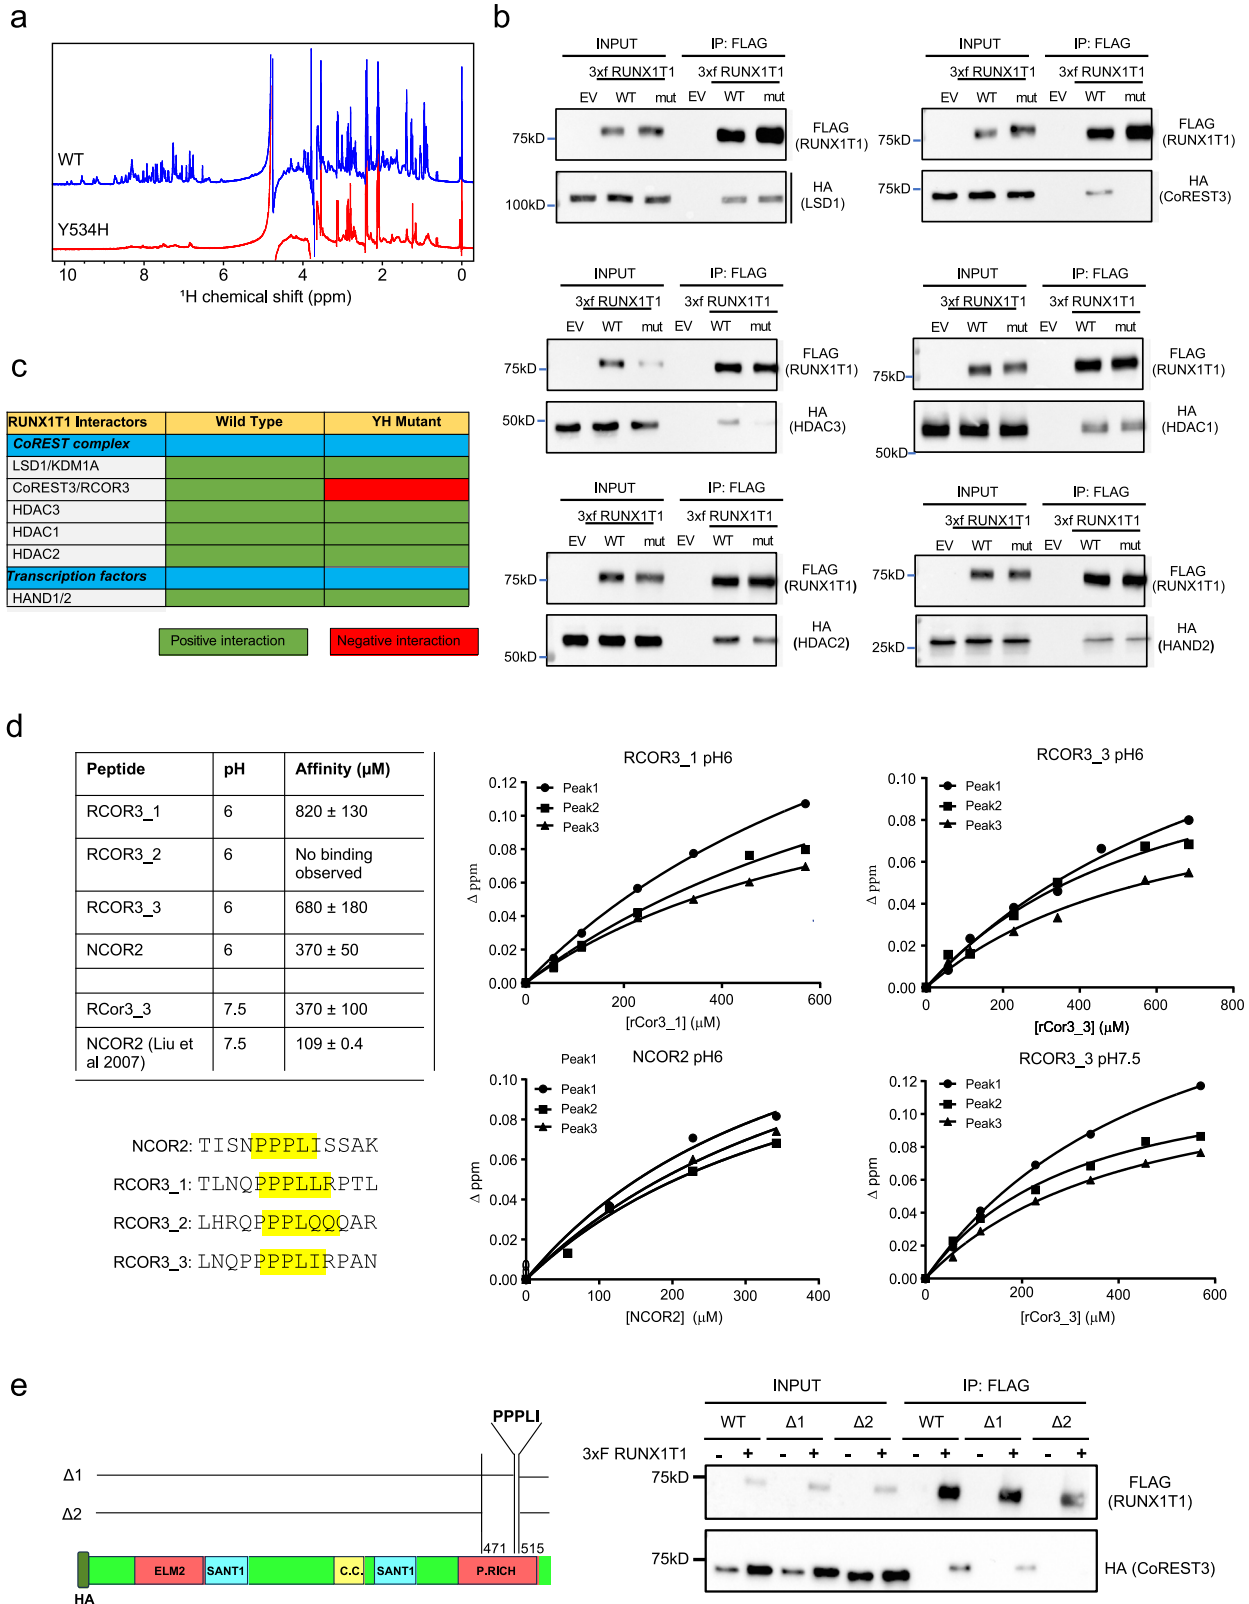 a
WT
Y534H
10 8 6 4 2 0
¹H chemical shift (ppm)
b
INPUT IP: FLAG
3xf RUNX1T1 3xf RUNX1T1
EV WT mut EV WT mut
75kD
FLAG
(RUNX1T1)
100kD
HA
(LSD1)
INPUT IP: FLAG
3xf RUNX1T1 3xf RUNX1T1
EV WT mut EV WT mut
75kD
FLAG
(RUNX1T1)
75kD
HA
(CoREST3)
INPUT IP: FLAG
3xf RUNX1T1 3xf RUNX1T1
EV WT mut EV WT mut
75kD
FLAG
(RUNX1T1)
50kD
HA
(HDAC3)
INPUT IP: FLAG
3xf RUNX1T1 3xf RUNX1T1
EV WT mut EV WT mut
75kD
FLAG
(RUNX1T1)
50kD
HA
(HDAC1)
INPUT IP: FLAG
3xf RUNX1T1 3xf RUNX1T1
EV WT mut EV WT mut
75kD
FLAG
(RUNX1T1)
50kD
HA
(HDAC2)
INPUT IP: FLAG
3xf RUNX1T1 3xf RUNX1T1
EV WT mut EV WT mut
75kD
FLAG
(RUNX1T1)
25kD
HA
(HAND2)
c
RUNX1T1 Interactors Wild Type YH Mutant
CoREST complex
LSD1/KDM1A
CoREST3/RCOR3
HDAC3
HDAC1
HDAC2
Transcription factors
HAND1/2
Positive interaction Negative interaction
d
Peptide pH Affinity (µM)
RCOR3_1 6 820 ± 130
RCOR3_2 6 No binding
observed
RCOR3_3 6 680 ± 180
NCOR2 6 370 ± 50
RCor3_3 7.5 370 ± 100
NCOR2 (Liu et 7.5 109 ± 0.4
al 2007)
NCOR2: TISNPPPLISSAK
RCOR3_1: TLNQPPPLLRPTL
RCOR3_2: LHRQPPPLQQQAR
RCOR3_3: LNQPPPPLIRPAN
RCOR3_1 pH6
Peak1
Peak2
Peak3
0.12
0.10
0.08
0.06
0.04
0.02
0.00
Δ ppm
0 200 400 600
[rCor3_1] (µM)
RCOR3_3 pH6
Peak1
Peak2
Peak3
0.10
0.08
0.06
0.04
0.02
0.00
Δ ppm
0 200 400 600 800
[rCor3_3] (µM)
NCOR2 pH6
Peak1
Peak1
Peak2
Peak3
0.10
0.08
0.06
0.04
0.02
0.00
Δ ppm
0 100 200 300 400
[NCOR2] (µM)
RCOR3_3 pH7.5
Peak1
Peak2
Peak3
0.12
0.10
0.08
0.06
0.04
0.02
0.00
Δ ppm
0 200 400 600
[rCor3_3] (µM)
e
PPPLI
Δ1
Δ2
471 515
ELM2 SANT1 C.C. SANT1 P.RICH
HA
INPUT IP: FLAG
WT Δ1 Δ2 WT Δ1 Δ2
3xF RUNX1T1 - + - + - + - + - + - +
75kD
FLAG
(RUNX1T1)
75kD
HA (CoREST3)